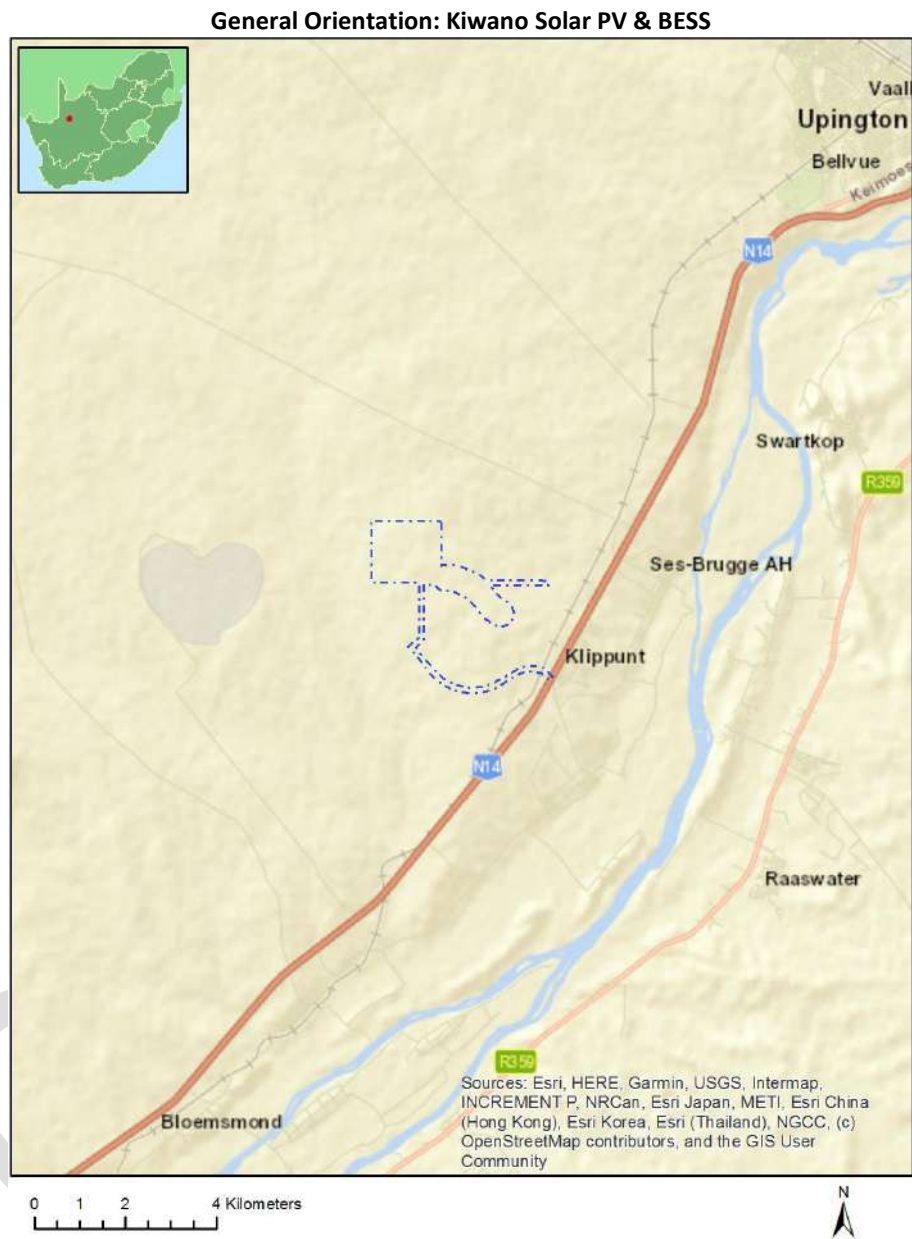 General Orientation: Kiwano Solar PV & BESS
Vaall
Upington
Bellvue
Keimoes
N14
Swartkop
R359
Ses-Brugge AH
Klippunt
N14
Raaswater
R359
Sources: Esri, HERE, Garmin, USGS, Intermap,
INCREMENT P, NRCan, Esri Japan, METI, Esri China
(Hong Kong), Esri Korea, Esri (Thailand), NGCC, (c)
OpenStreetMap contributors, and the GIS User
Community
Bloemsmond
0 1 2 4 Kilometers
N